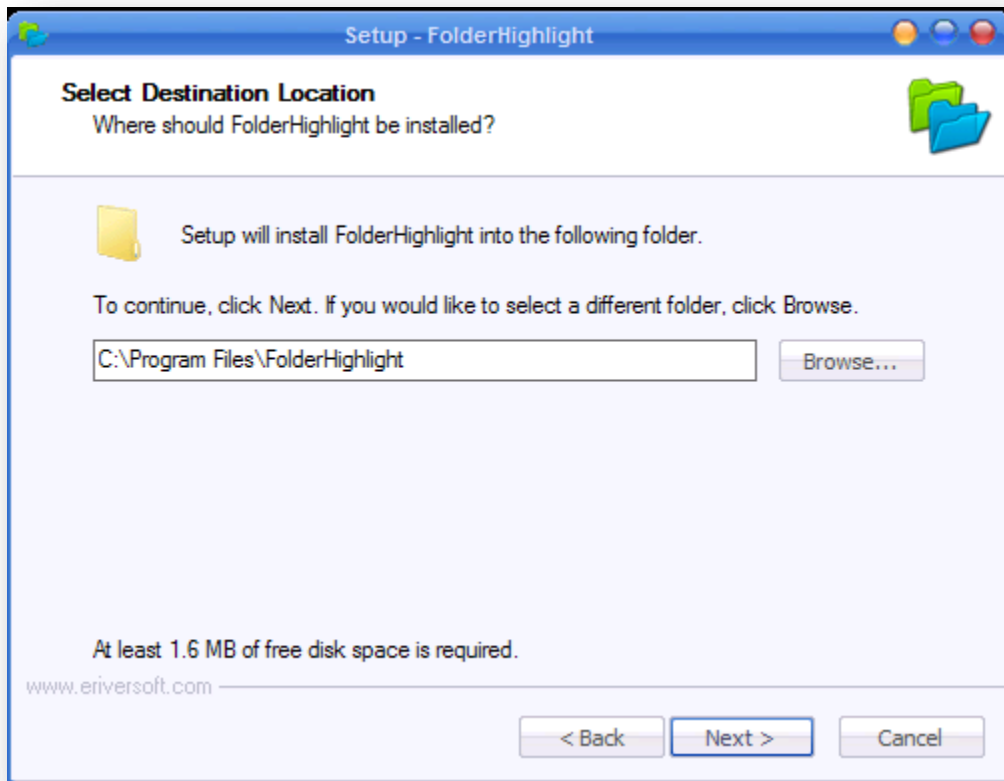 Setup - FolderHighlight
Select Destination Location
Where should FolderHighlight be installed?
Setup will install FolderHighlight into the following folder.
To continue, click Next. If you would like to select a different folder, click Browse.
C:\Program Files\FolderHighlight
Browse...
At least 1.6 MB of free disk space is required.
www.eriversoft.com
< Back
Next >
Cancel